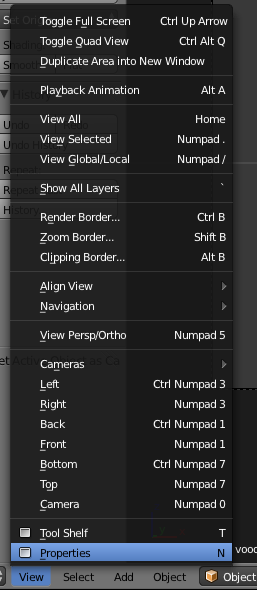 Toggle Full Screen Ctrl Up Arrow
Toggle Quad View Ctrl Alt Q
Duplicate Area into New Window
Playback Animation Alt A
View All Home
View Selected Numpad .
View Global/Local Numpad /
Show All Layers `
Render Border... Ctrl B
Zoom Border... Shift B
Clipping Border... Alt B
Align View
Navigation
View Persp/Ortho Numpad 5
Cameras
Left Ctrl Numpad 3
Right Numpad 3
Back Ctrl Numpad 1
Front Numpad 1
Bottom Ctrl Numpad 7
Top Numpad 7
Camera Numpad 0
Tool Shelf T
Properties N
View Select Add Object Object